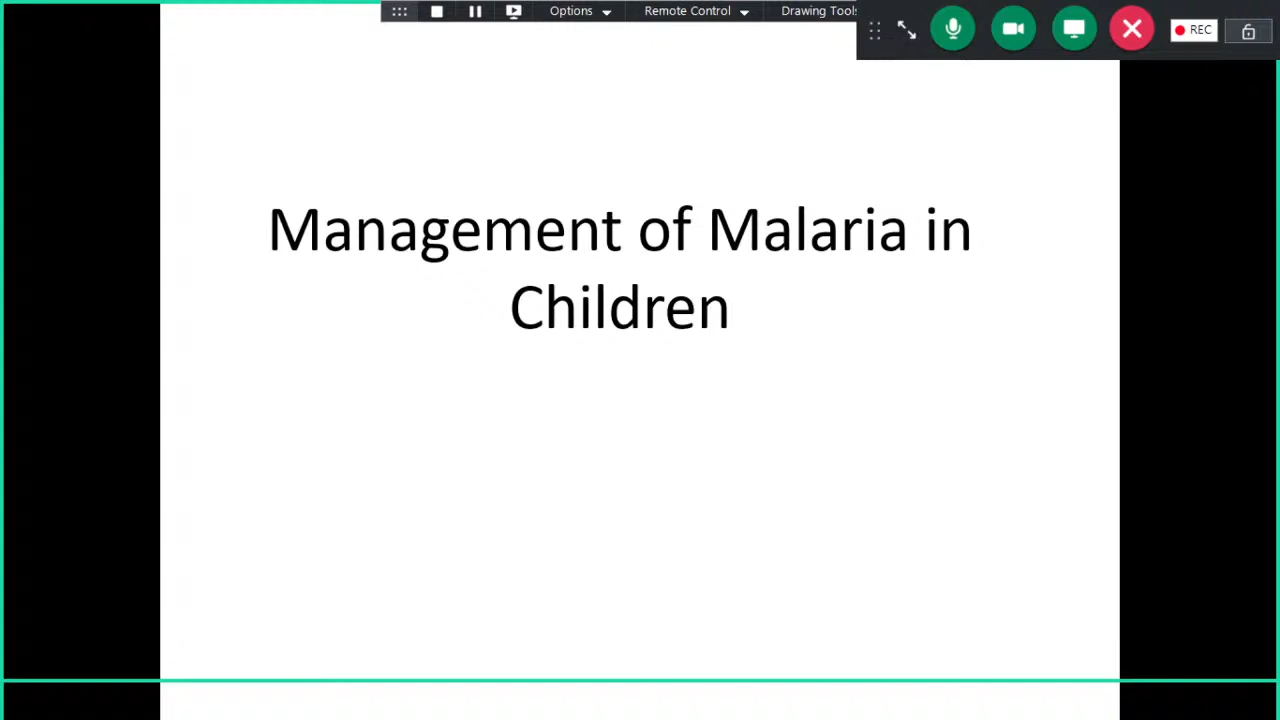 Options
Remote Control
Drawing Tools
REC
Management of Malaria in
Children